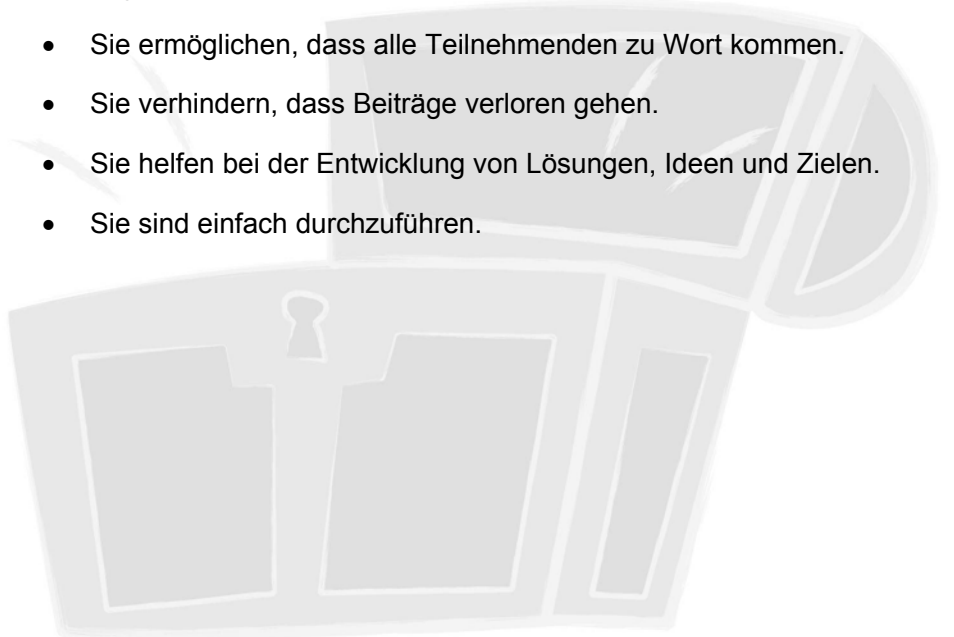 • Sie ermöglichen, dass alle Teilnehmenden zu Wort kommen.
• Sie verhindern, dass Beiträge verloren gehen.
• Sie helfen bei der Entwicklung von Lösungen, Ideen und Zielen.
• Sie sind einfach durchzuführen.